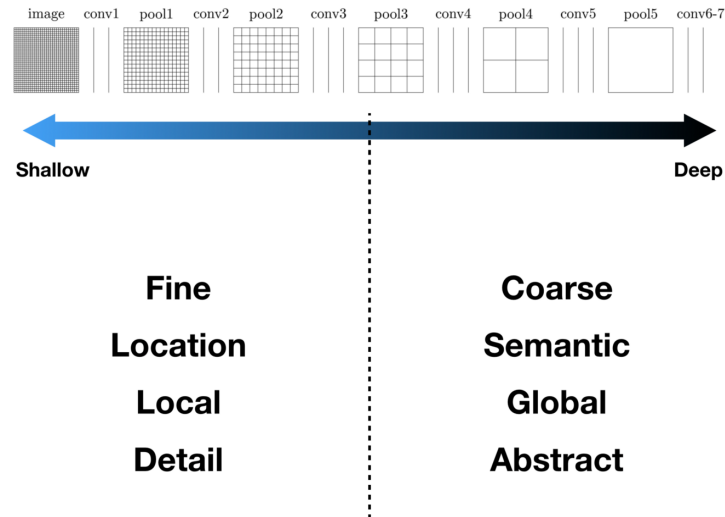 image conv1 pool1 conv2 pool2 conv3 pool3 conv4 pool4 conv5 pool5 conv6-7
Shallow Deep
Fine Coarse
Location Semantic
Local Global
Detail Abstract